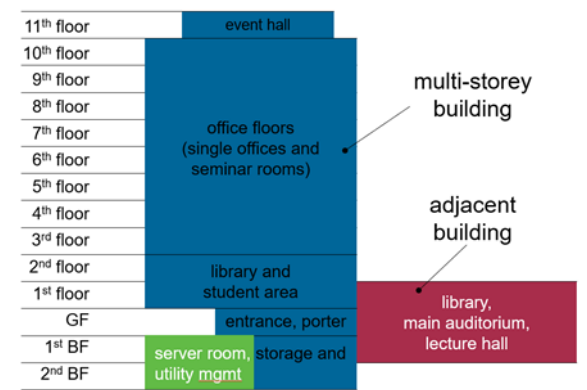 11th floor
event hall
10th floor
9th floor
8th floor
7th floor
6th floor
5th floor
4th floor
3rd floor
office floors
(single offices and
seminar rooms)
multi-storey
building
adjacent
building
2nd floor
1st floor
library and
student area
GF
entrance, porter
1st BF
2nd BF
server room,
utility mgmt
storage and
library,
main auditorium,
lecture hall